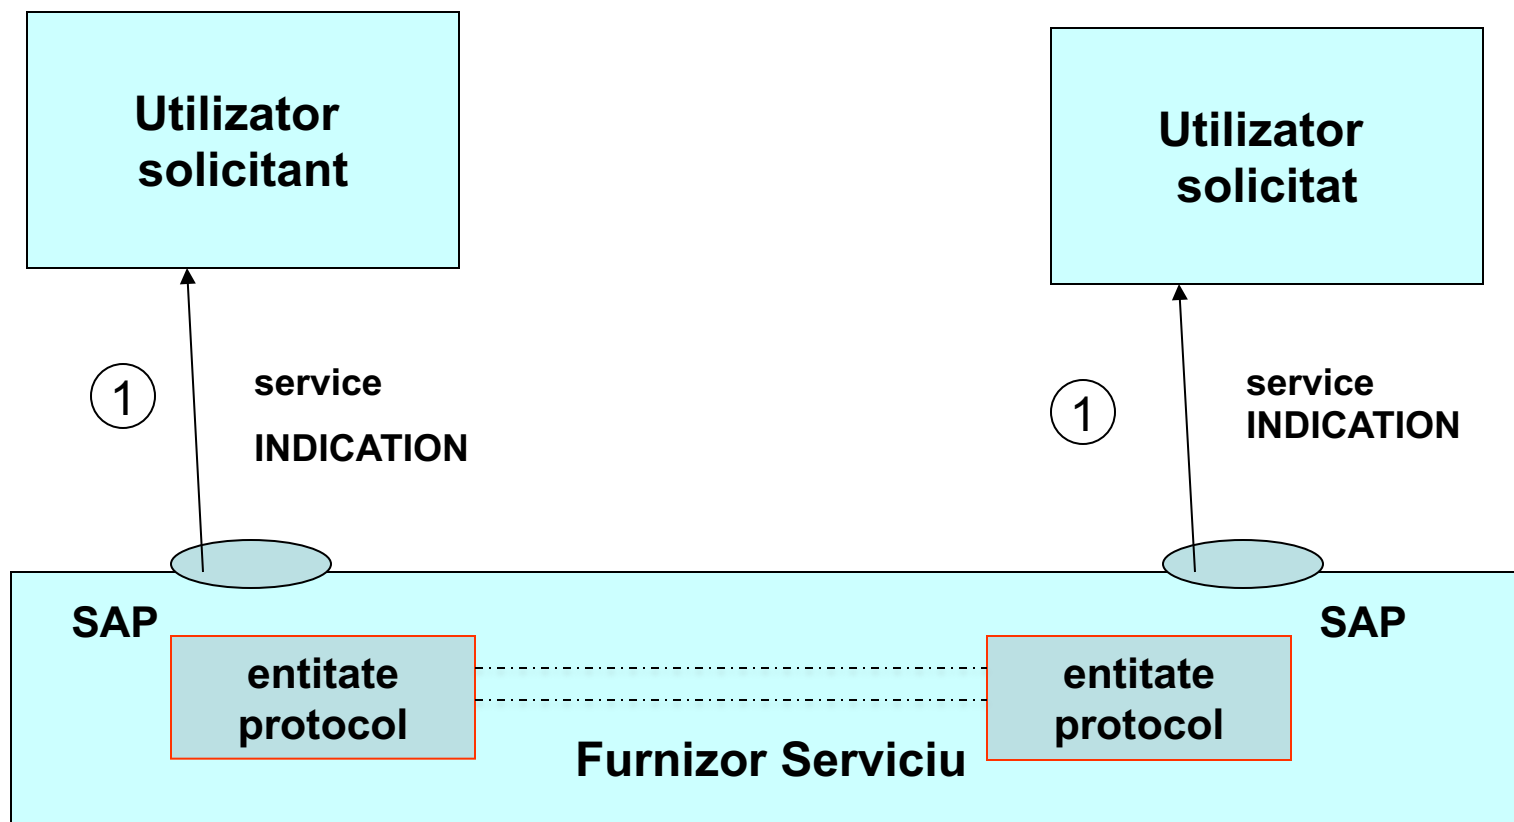 Utilizator
solicitant
Utilizator
solicitat
1
service
INDICATION
1
service
INDICATION
SAP
SAP
entitate
protocol
entitate
protocol
Furnizor Serviciu